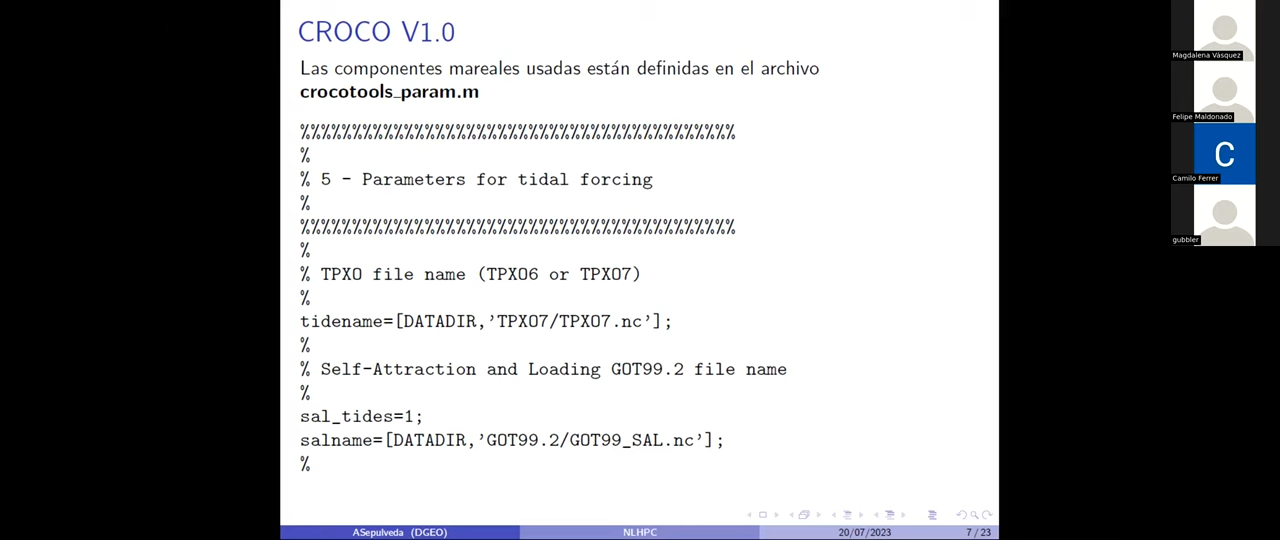 CROCO V1.0
Las componentes mareales usadas están definidas en el archivo
crocotools_param.m
%%%%%%%%%%%%%%%%%%%%%%%%%%%%%%%%%%%%%%%%%%
%
% 5 - Parameters for tidal forcing
%
%%%%%%%%%%%%%%%%%%%%%%%%%%%%%%%%%%%%%%%%%%
%
% TPXO file name (TPXO6 or TPXO7)
%
tidename=[DATADIR,'TPXO7/TPXO7.nc'];
%
% Self-Attraction and Loading GOT99.2 file name
%
sal_tides=1;
salname=[DATADIR,'GOT99.2/GOT99_SAL.nc'];
%
ASepulveda (DGEO)
NLHPC
20/07/2023
7 / 23
Magdalena Vásquez
Felipe Maldonado
C
Camilo Ferrer
gubbler